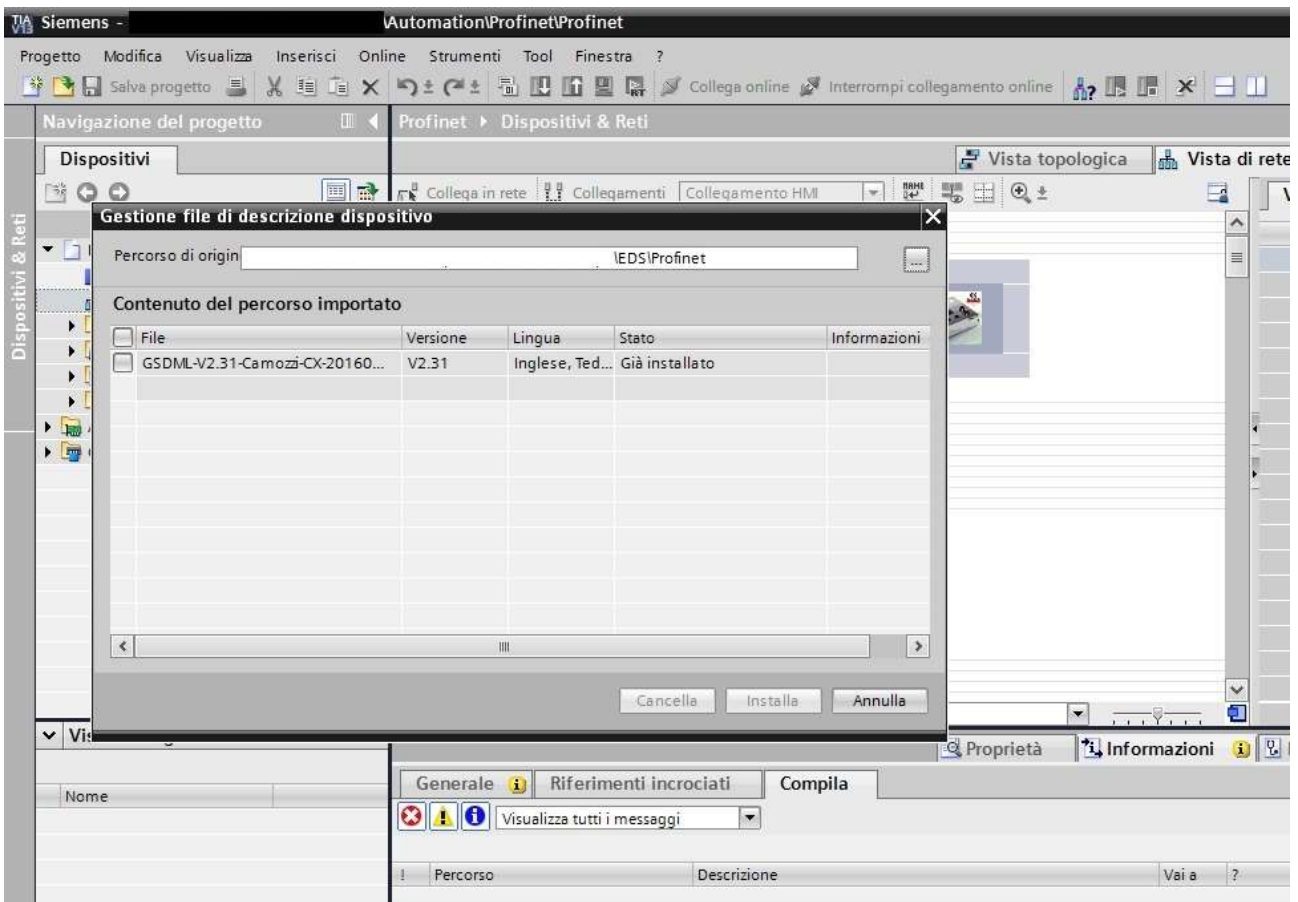 TIA V13 Siemens - \Automation\Profinet\Profinet
Progetto Modifica Visualizza Inserisci Online Strumenti Tool Finestra ?
Salva progetto Collega online Interrompi collegamento online
Navigazione del progetto
Profinet Dispositivi & Reti
Dispositivi
Vista topologica Vista di rete
Collega in rete Collegamenti Collegamento HMI
Dispositivi & Reti
Gestione file di descrizione dispositivo
Percorso di origin \EDS\Profinet ...
Contenuto del percorso importato
File Versione Lingua Stato Informazioni
GSDML-V2.31-Camozzi-CX-20160... V2.31 Inglese, Ted... Già installato
Cancella Installa Annulla
Proprietà Informazioni
Generale Riferimenti incrociati Compila
Visualizza tutti i messaggi
Nome
! Percorso Descrizione Vai a ?